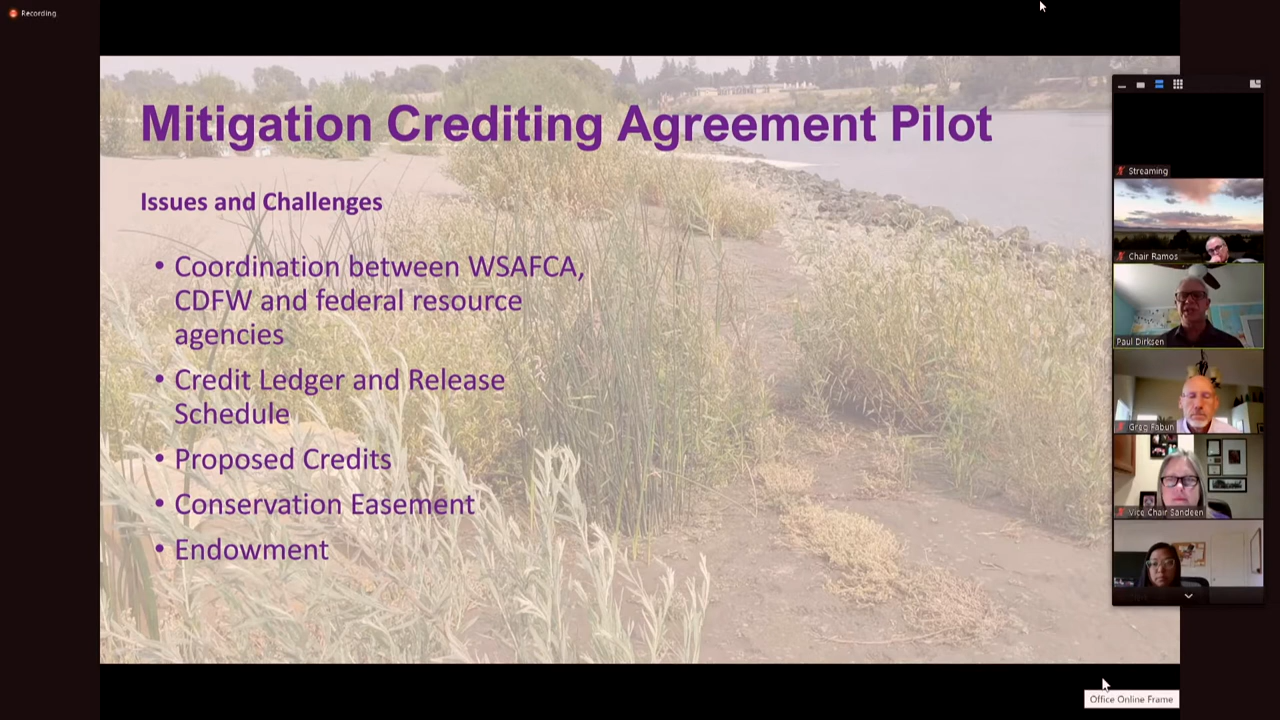 Recording
Mitigation Crediting Agreement Pilot
Issues and Challenges
• Coordination between WSAFCA,
CDFW and federal resource
agencies
• Credit Ledger and Release
Schedule
• Proposed Credits
• Conservation Easement
• Endowment
Streaming
Chair Ramos
Paul Dirksen
Greg Fabun
Vice Chair Sandeen
Office Online Frame